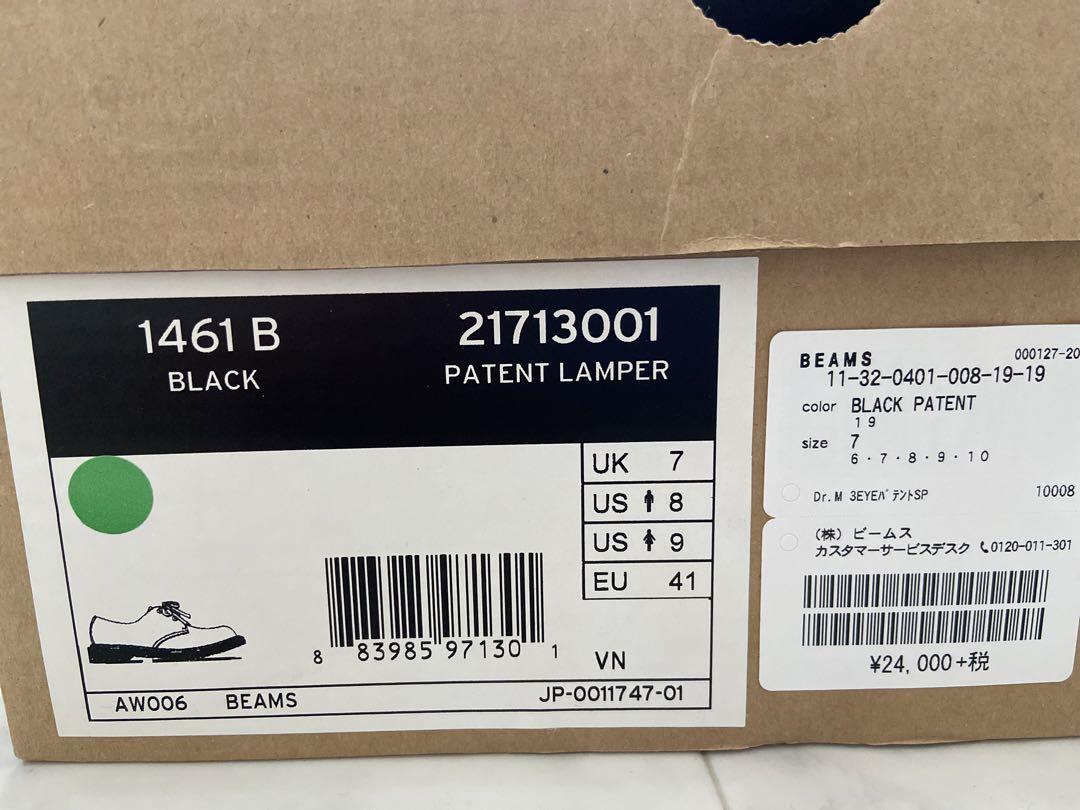 1461 B
BLACK
21713001
PATENT LAMPER
UK 7
US 8
US 9
EU 41
8 83985 97130 1
VN
AW006 BEAMS JP-0011747-01
BEAMS 000127-20
11-32-0401-008-19-19
color BLACK PATENT
19
size 7
6・7・8・9・10
Dr.M 3EYEパテントSP 10008
(株) ビームス
カスタマーサービスデスク 0120-011-301
¥24,000+税